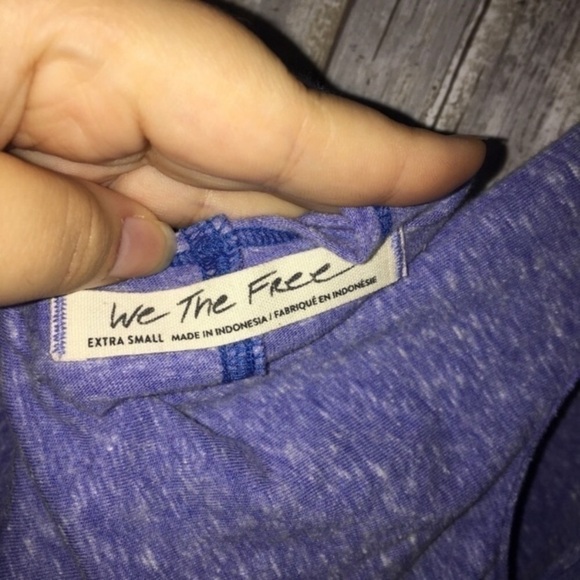 We The Free
EXTRA SMALL MADE IN INDONESIA / FABRIQUÉ EN INDONÉSIE